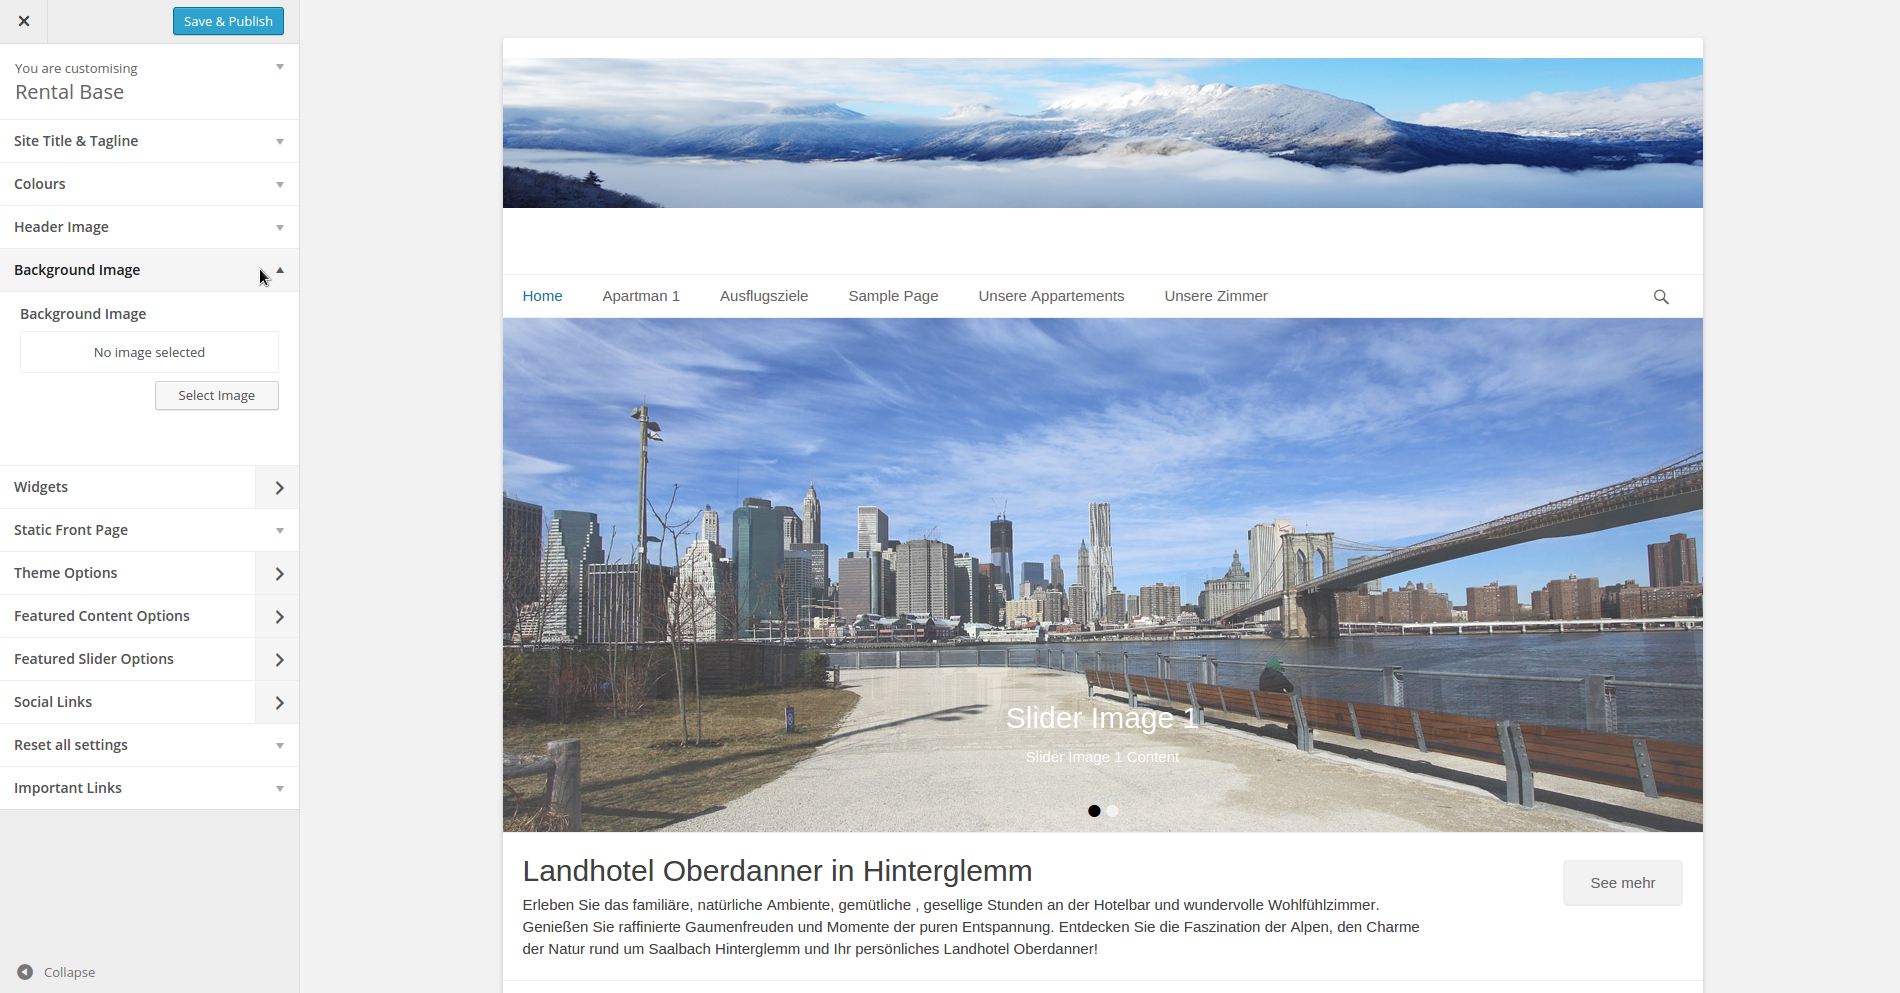 Save & Publish
You are customising
Rental Base
Site Title & Tagline
Colours
Header Image
Background Image
Background Image
No image selected
Select Image
Widgets
Static Front Page
Theme Options
Featured Content Options
Featured Slider Options
Social Links
Reset all settings
Important Links
Collapse
Home Apartman 1 Ausflugsziele Sample Page Unsere Appartements Unsere Zimmer
Slider Image 1
Slider Image 1 Content
Landhotel Oberdanner in Hinterglemm
Erleben Sie das familiäre, natürliche Ambiente, gemütliche , gesellige Stunden an der Hotelbar und wundervolle Wohlfühlzimmer.
Genießen Sie raffinierte Gaumenfreuden und Momente der puren Entspannung. Entdecken Sie die Faszination der Alpen, den Charme
der Natur rund um Saalbach Hinterglemm und Ihr persönliches Landhotel Oberdanner!
See mehr